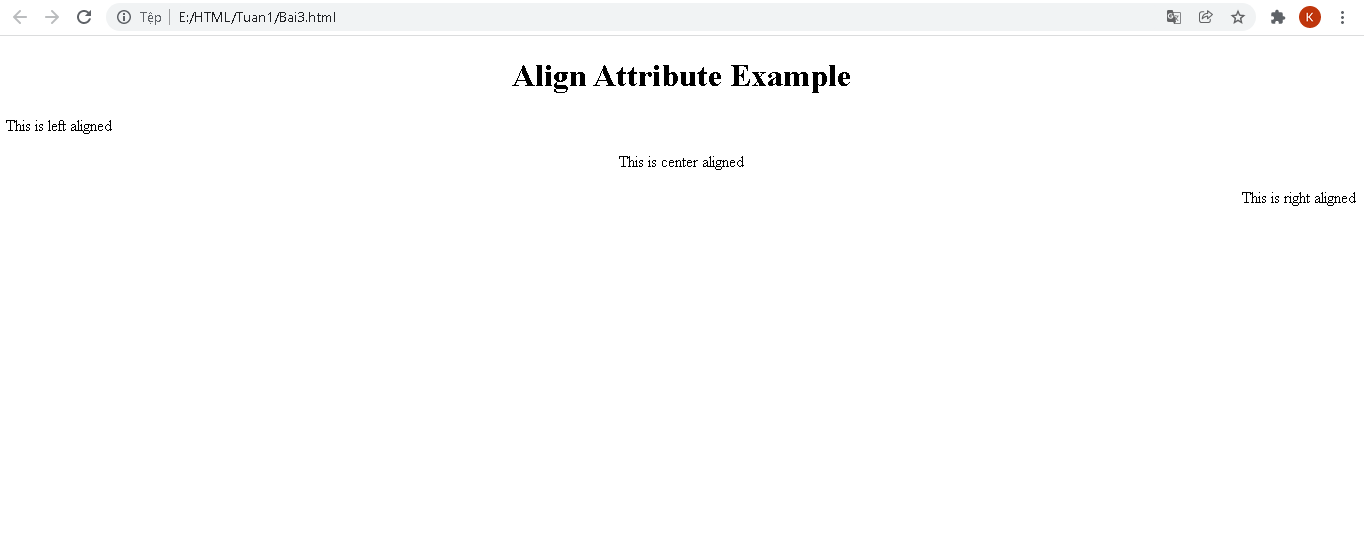 Tệp E:/HTML/Tuan1/Bai3.html K
Align Attribute Example
This is left aligned
This is center aligned
This is right aligned